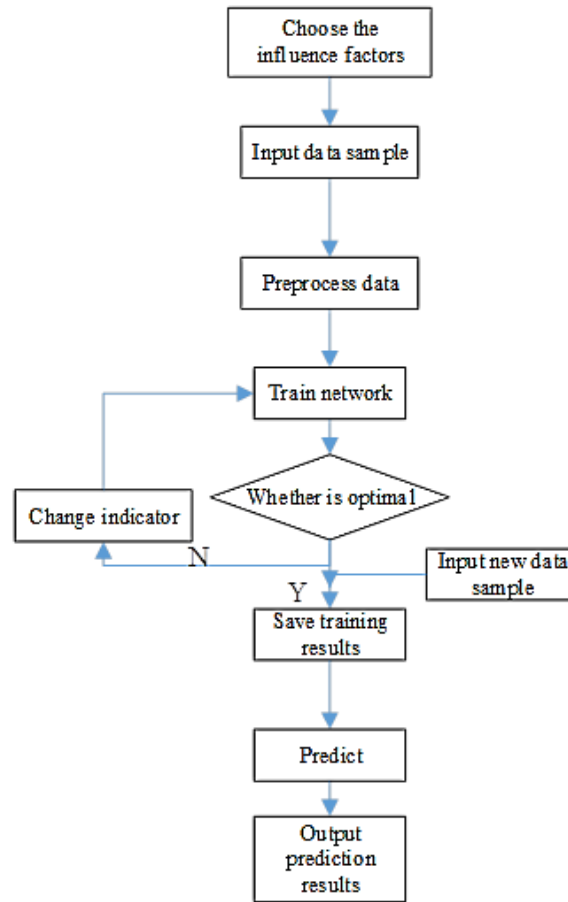 Choose the
influence factors
Input data sample
Preprocess data
Train network
Whether is optimal
Change indicator
N
Input new data
sample
Y
Save training
results
Predict
Output
prediction
results